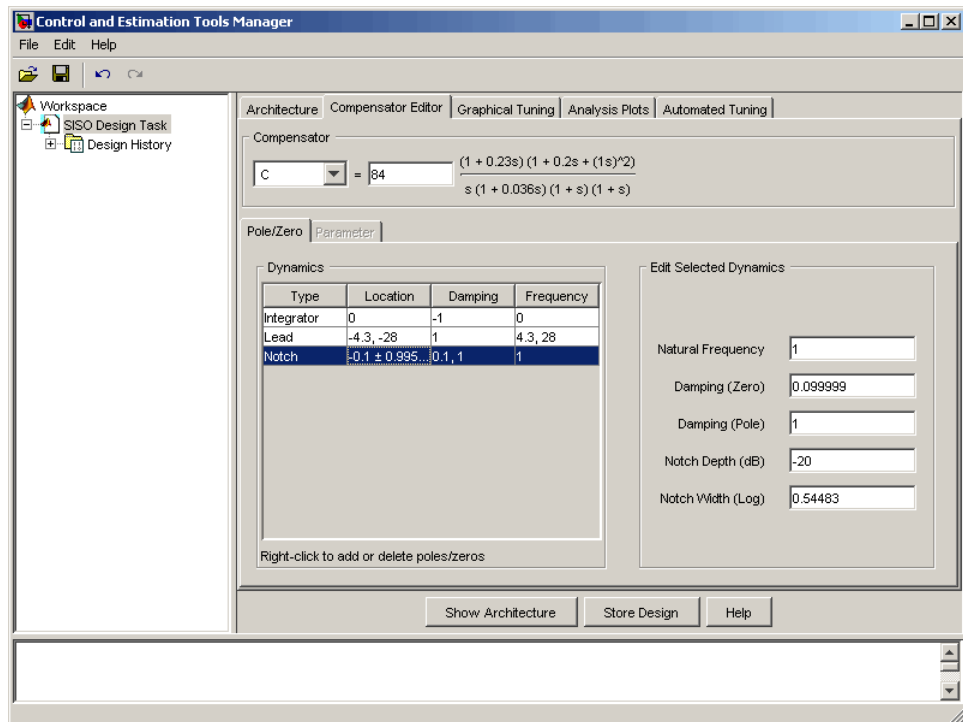 Control and Estimation Tools Manager
File Edit Help
Workspace
SISO Design Task
Design History
Architecture Compensator Editor Graphical Tuning Analysis Plots Automated Tuning
Compensator
C = 84
(1 + 0.23s) (1 + 0.2s + (1s)^2)
s (1 + 0.036s) (1 + s) (1 + s)
Pole/Zero Parameter
Dynamics
Type Location Damping Frequency
Integrator 0 -1 0
Lead -4.3, -28 1 4.3, 28
Notch -0.1 ± 0.995... 0.1, 1 1
Right-click to add or delete poles/zeros
Edit Selected Dynamics
Natural Frequency 1
Damping (Zero) 0.099999
Damping (Pole) 1
Notch Depth (dB) -20
Notch Width (Log) 0.54483
Show Architecture Store Design Help